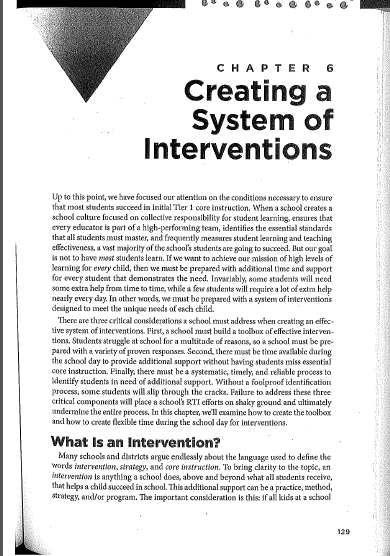 CHAPTER 6
Creating a
System of
Interventions
Up to this point, we have focused our attention on the conditions necessary to ensure
that most students succeed in initial Tier 1 core instruction. When a school creates a
school culture focused on collective responsibility for student learning, ensures that
every educator is part of a high-performing team, identifies the essential standards
that all students must master, and frequently measures student learning and teaching
effectiveness, a vast majority of the school's students are going to succeed. But our goal
is not to have most students learn. If we want to achieve our mission of high levels of
learning for every child, then we must be prepared with additional time and support
for every student that demonstrates the need. Invariably, some students will need
some extra help from time to time, while a few students will require a lot of extra help
nearly every day. In other words, we must be prepared with a system of interventions
designed to meet the unique needs of each child.
There are three critical considerations a school must address when creating an effec-
tive system of interventions. First, a school must build a toolbox of effective interven-
tions. Students struggle at school for a multitude of reasons, so a school must be pre-
pared with a variety of proven responses. Second, there must be time available during
the school day to provide additional support without having students miss essential
core instruction. Finally, there must be a systematic, timely, and reliable process to
identify students in need of additional support. Without a foolproof identification
process, some students will slip through the cracks. Failure to address these three
critical components will place a school's RTI efforts on shaky ground and ultimately
undermine the entire process. In this chapter, we'll examine how to create the toolbox
and how to create flexible time during the school day for interventions.
What Is an Intervention?
Many schools and districts argue endlessly about the language used to define the
words intervention, strategy, and core instruction. To bring clarity to the topic, an
intervention is anything a school does, above and beyond what all students receive,
that helps a child succeed in school. This additional support can be a practice, method,
strategy, and/or program. The important consideration is this: if all kids at a school
129